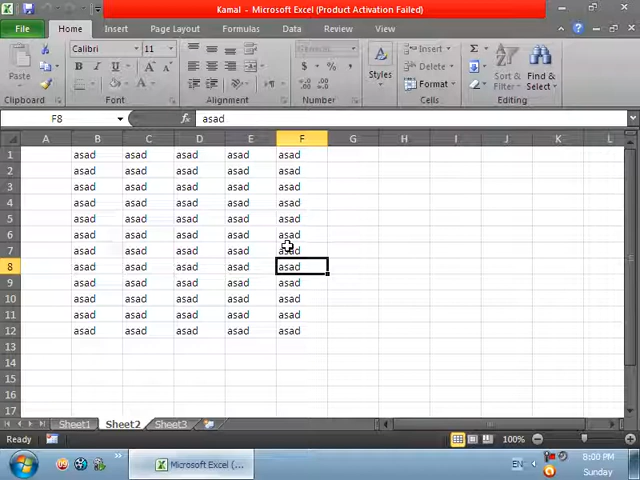 Kamal - Microsoft Excel (Product Activation Failed)
File Home Insert Page Layout Formulas Data Review View
Calibri 11 General Insert Σ
Paste B I U A A $ % , Styles Delete Sort & Filter Find & Select
Format
Clipboard Font Alignment Number Cells Editing
F8 fx asad
A B C D E F G H I J K L
1 asad asad asad asad asad
2 asad asad asad asad asad
3 asad asad asad asad asad
4 asad asad asad asad asad
5 asad asad asad asad asad
6 asad asad asad asad asad
7 asad asad asad asad asad
8 asad asad asad asad asad
9 asad asad asad asad asad
10 asad asad asad asad asad
11 asad asad asad asad asad
12 asad asad asad asad asad
13
14
15
16
17
Sheet1 Sheet2 Sheet3
Ready 100%
Microsoft Excel (... EN 8:00 PM
Sunday